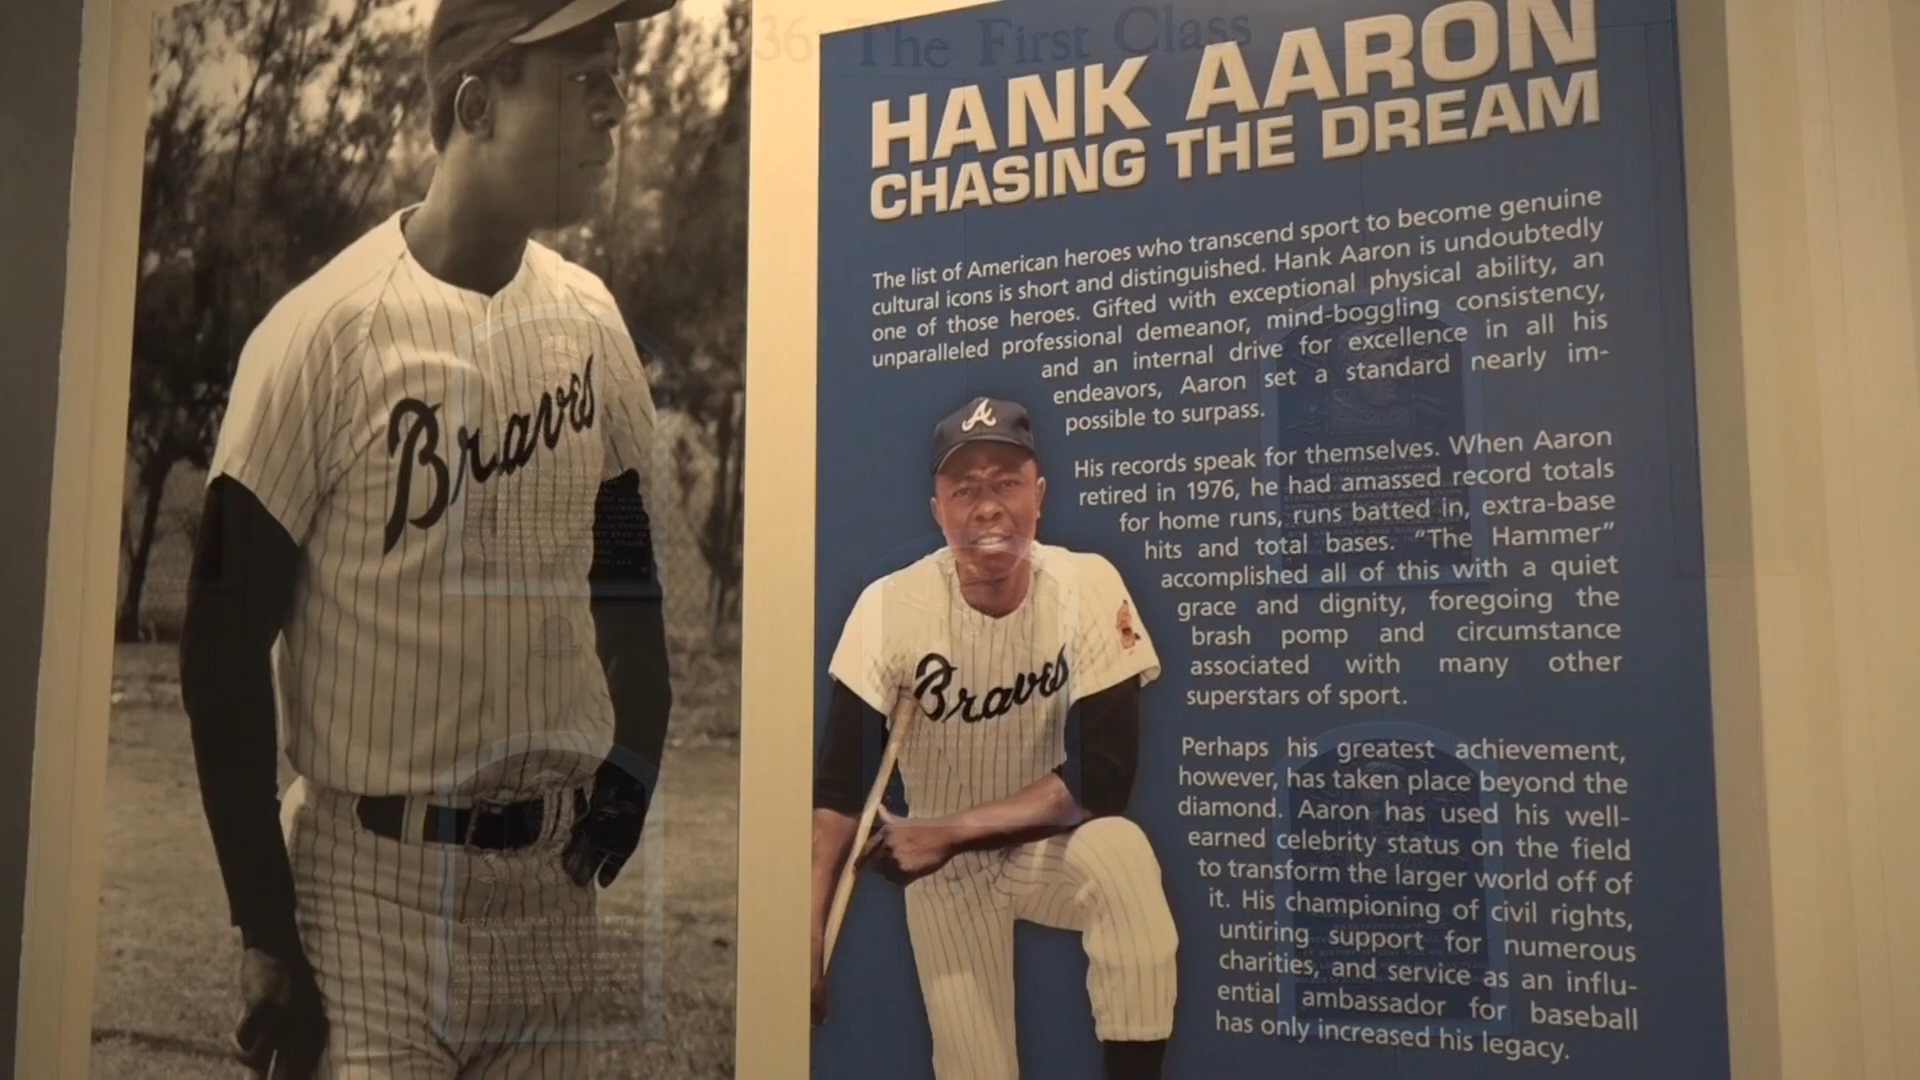 36 The First Class
HANK AARON
CHASING THE DREAM
The list of American heroes who transcend sport to become genuine
cultural icons is short and distinguished. Hank Aaron is undoubtedly
one of those heroes. Gifted with exceptional physical ability, an
unparalleled professional demeanor, mind-boggling consistency,
and an internal drive for excellence in all his
endeavors, Aaron set a standard nearly im-
possible to surpass.
His records speak for themselves. When Aaron
retired in 1976, he had amassed record totals
for home runs, runs batted in, extra-base
hits and total bases. “The Hammer”
accomplished all of this with a quiet
grace and dignity, foregoing the
brash pomp and circumstance
associated with many other
superstars of sport.
Perhaps his greatest achievement,
however, has taken place beyond the
diamond. Aaron has used his well-
earned celebrity status on the field
to transform the larger world off of
it. His championing of civil rights,
untiring support for numerous
charities, and service as an influ-
ential ambassador for baseball
has only increased his legacy.
Braves
A
Braves